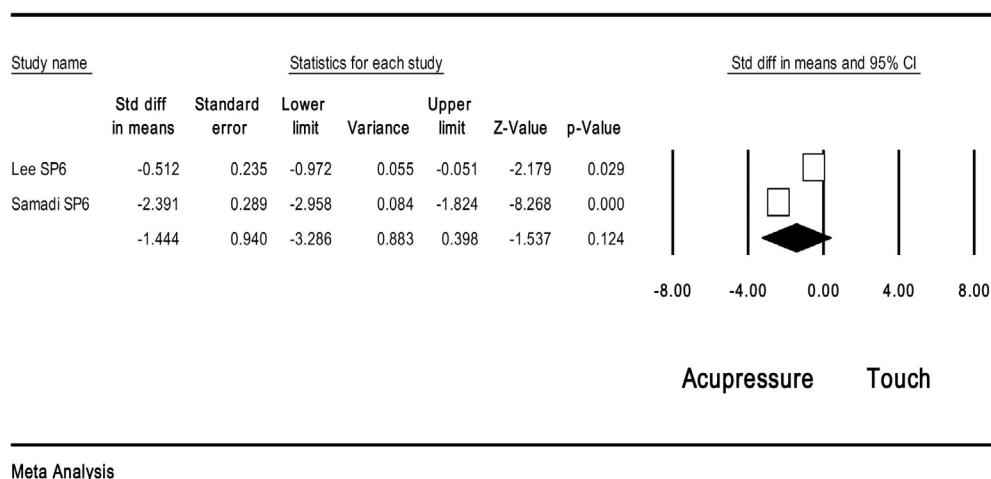 Study name Statistics for each study Std diff in means and 95% CI
Std diff Standard Lower Upper
in means error limit Variance limit Z-Value p-Value
Lee SP6 -0.512 0.235 -0.972 0.055 -0.051 -2.179 0.029
Samadi SP6 -2.391 0.289 -2.958 0.084 -1.824 -8.268 0.000
-1.444 0.940 -3.286 0.883 0.398 -1.537 0.124
-8.00 -4.00 0.00 4.00 8.00
Acupressure Touch
Meta Analysis